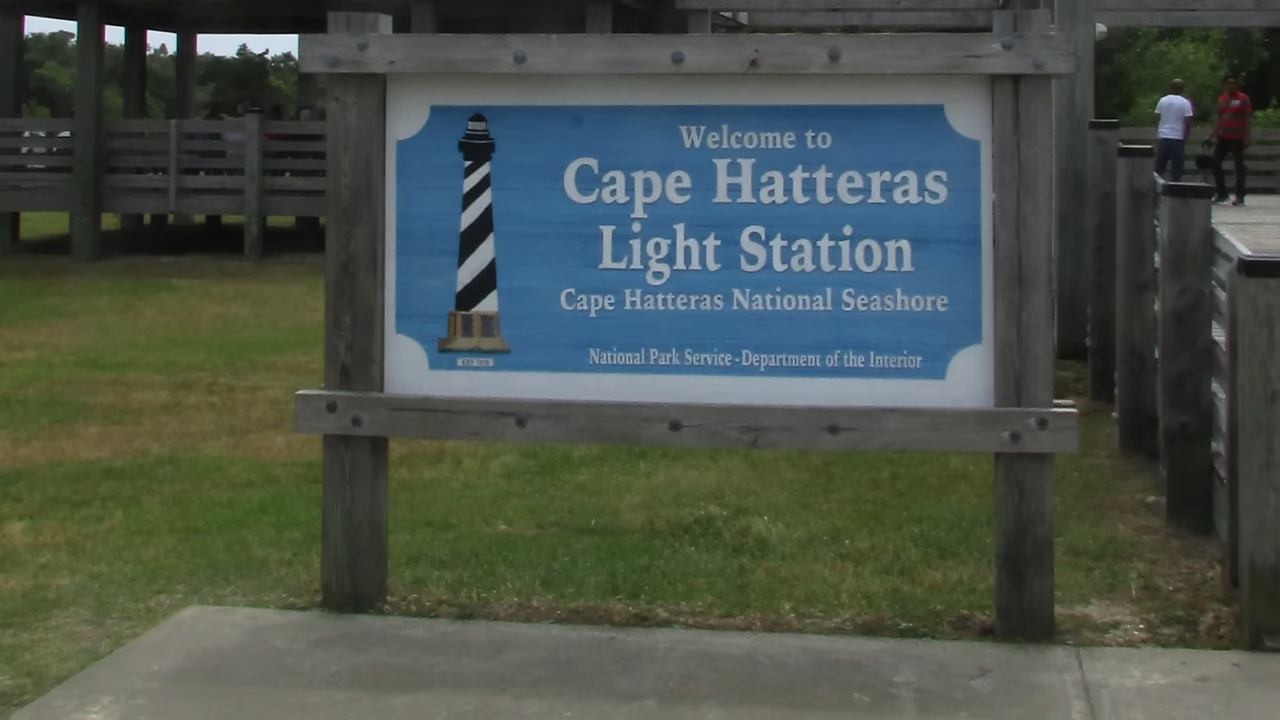 Welcome to
Cape Hatteras
Light Station
Cape Hatteras National Seashore
National Park Service - Department of the Interior